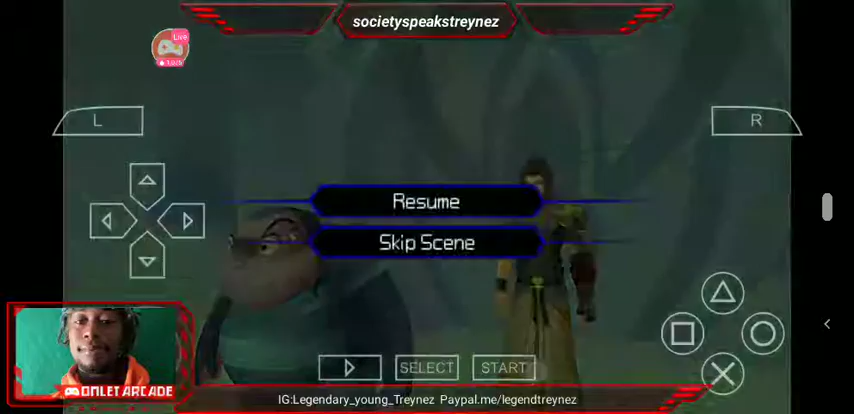 societyspeakstreynez
Live
L
R
Resume
Skip Scene
SELECT
START
OMLET ARCADE
IG:Legendary_young_Treynez Paypal.me/legendtreynez